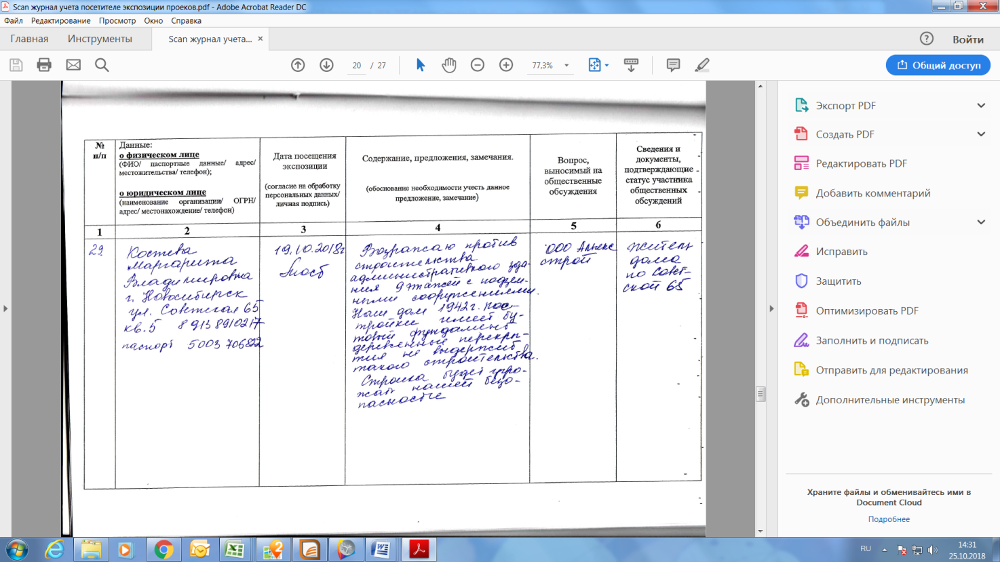 Scan журнал учета посетителе экспозиции проеков.pdf - Adobe Acrobat Reader DC
Файл Редактирование Просмотр Окно Справка
Главная Инструменты Scan журнал учета... × Войти
20 / 27 77,3% Общий доступ
№ п/п
Данные:
о физическом лице
(ФИО/ паспортные данные/ адрес/
местожительства/ телефон);
о юридическом лице
(наименование организации/ ОГРН/
адрес/ местонахождение/ телефон)
Дата посещения
экспозиции
(согласие на обработку
персональных данных/
личная подпись)
Содержание, предложения, замечания.
(обоснование необходимости учесть данное
предложение, замечание)
Вопрос,
выносимый на
общественные
обсуждения
Сведения и
документы,
подтверждающие
статус участника
общественных
обсуждений
1 2 3 4 5 6
29
Костева
Маргарита
Владимировна
г. Новосибирск
ул. Советская 65
кв.5 8 913 8910217
паспорт 5003 706822
19.10.2018г
Возражаю против
строительства
административного зда-
ния 9 этажей с подзем-
ными сооружениями.
Наш дом 1942г. пос-
тройки имеет бу-
товый фундамент
деревянные перекры-
тия не выдержит
такого строительства.
Стройка будет угро-
жать нашей безо-
пасности
ООО Апекс
строй
житель
дома
по Совет-
ской 65
Экспорт PDF
Создать PDF
Редактировать PDF
Добавить комментарий
Объединить файлы
Исправить
Защитить
Оптимизировать PDF
Заполнить и подписать
Отправить для редактирования
Дополнительные инструменты
Храните файлы и обменивайтесь ими в
Document Cloud
Подробнее
RU 14:31
25.10.2018